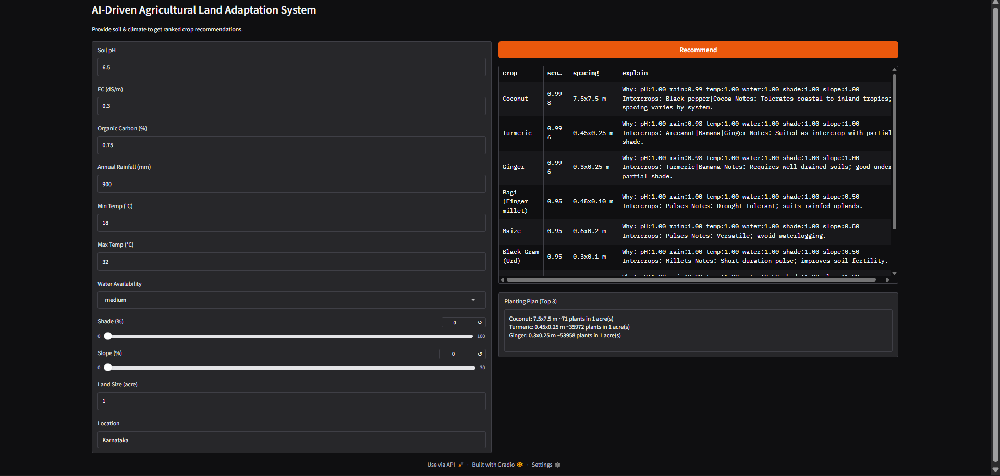 AI-Driven Agricultural Land Adaptation System
Provide soil & climate to get ranked crop recommendations.
Soil pH
6.5
EC (dS/m)
0.3
Organic Carbon (%)
0.75
Annual Rainfall (mm)
900
Min Temp (°C)
18
Max Temp (°C)
32
Water Availability
medium
Shade (%)
0
0
100
Slope (%)
0
0
30
Land Size (acre)
1
Location
Karnataka
Recommend
crop sco... spacing explain
Coconut
0.99
8
7.5x7.5 m
Why: pH:1.00 rain:0.99 temp:1.00 water:1.00 shade:1.00 slope:1.00
Intercrops: Black pepper|Cocoa Notes: Tolerates coastal to inland tropics;
spacing varies by system.
Turmeric
0.99
6
0.45x0.25 m
Why: pH:1.00 rain:0.98 temp:1.00 water:1.00 shade:1.00 slope:1.00
Intercrops: Arecanut|Banana|Ginger Notes: Suited as intercrop with partial
shade.
Ginger
0.99
6
0.3x0.25 m
Why: pH:1.00 rain:0.98 temp:1.00 water:1.00 shade:1.00 slope:1.00
Intercrops: Turmeric|Banana Notes: Requires well-drained soils; good under
partial shade.
Ragi
(Finger
millet)
0.95
0.45x0.10 m
Why: pH:1.00 rain:1.00 temp:1.00 water:1.00 shade:1.00 slope:0.50
Intercrops: Pulses Notes: Drought-tolerant; suits rainfed uplands.
Maize
0.95
0.6x0.2 m
Why: pH:1.00 rain:1.00 temp:1.00 water:1.00 shade:1.00 slope:0.50
Intercrops: Pulses Notes: Versatile; avoid waterlogging.
Black Gram
(Urd)
0.95
0.3x0.1 m
Why: pH:1.00 rain:1.00 temp:1.00 water:1.00 shade:1.00 slope:0.50
Intercrops: Millets Notes: Short-duration pulse; improves soil fertility.
Planting Plan (Top 3)
Coconut: 7.5x7.5 m ~71 plants in 1 acre(s)
Turmeric: 0.45x0.25 m ~35972 plants in 1 acre(s)
Ginger: 0.3x0.25 m ~53958 plants in 1 acre(s)
Use via API · Built with Gradio · Settings